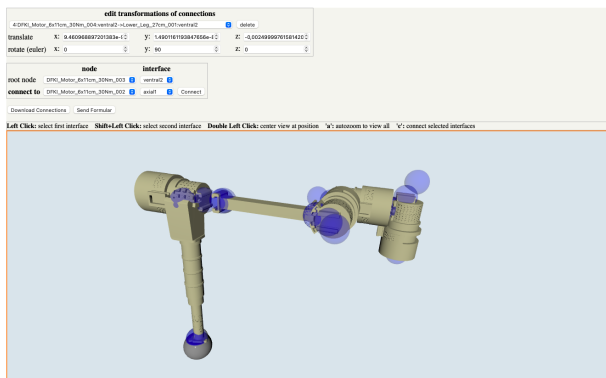 edit transformations of connections
4:DFKI_Motor_6x11cm_30Nm_004:ventral2->Lower_Leg_27cm_001:ventral2 delete
translate x: 9.460968897201383e-8 y: 1.4901161193847656e-8 z: -0,00249999761581420
rotate (euler) x: 0 y: 90 z: 0
node interface
root node DFKI_Motor_6x11cm_30Nm_003 ventral2
connect to DFKI_Motor_6x11cm_30Nm_002 axial1 Connect
Download Connections Send Formular
Left Click: select first interface Shift+Left Click: select second interface Double Left Click: center view at position 'a': autozoom to view all 'c': connect selected interfaces